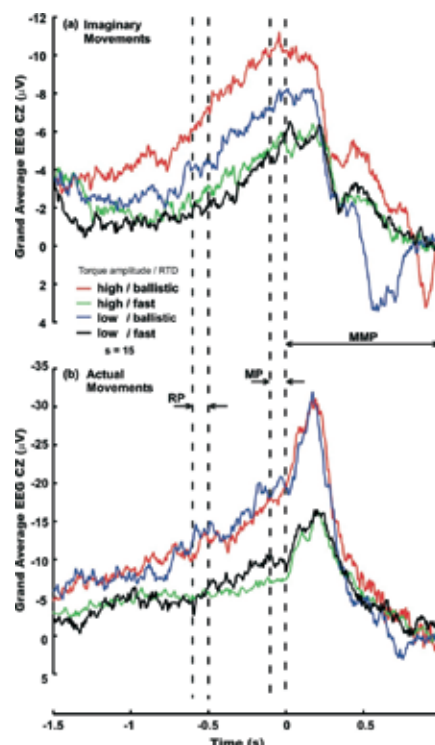 (a) Imaginary
Movements
Grand Average EEG CZ (µV)
-12
-10
-8
-6
-4
-2
0
2
4
Torque amplitude / RTD
high / ballistic
high / fast
low / ballistic
low / fast
s = 15
MMP
(b) Actual
Movements
RP
MP
Grand Average EEG CZ (µV)
-35
-30
-25
-20
-15
-10
-5
0
5
-1.5
-1
-0.5
0
0.5
Time (s)